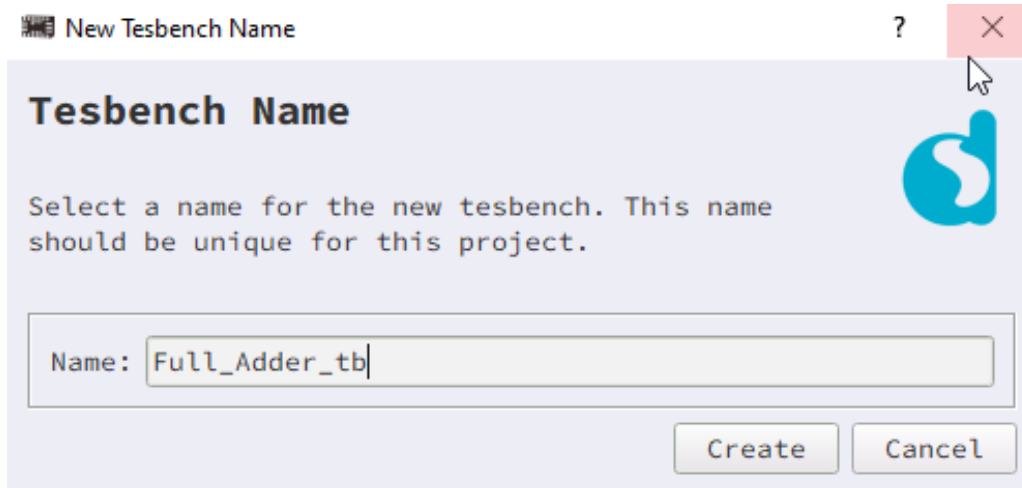 New Tesbench Name
?
Tesbench Name
Select a name for the new tesbench. This name
should be unique for this project.
Name: Full_Adder_tb
Create Cancel